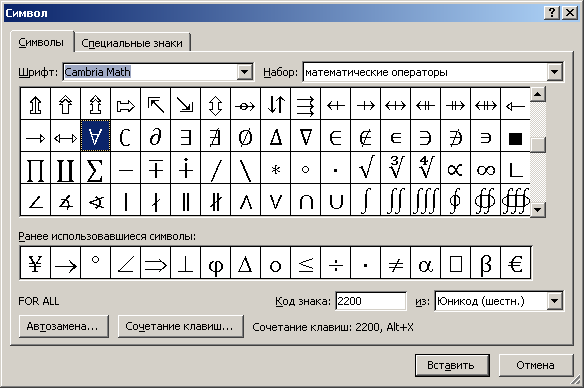 Символ
Символы Специальные знаки
Шрифт: Cambria Math Набор: математические операторы
⇑ ⇧ ⇪ ⇨ ⇱ ⇲ ⇳ ⇴ ⇵ ⇶ ⇷ ⇸ ⇹ ⇺ ⇻ ⇼ ⇽
⇾ ⇿ ∀ ∁ ∂ ∃ ∄ ∅ ∆ ∇ ∈ ∉ ∊ ∋ ∌ ∍ ∎
∏ ∐ ∑ − ∓ ∔ ∕ ∖ ∗ ∘ ∙ √ ∛ ∜ ∝ ∞ ∟
∠ ∡ ∢ ∣ ∤ ∥ ∦ ∧ ∨ ∩ ∪ ∫ ∬ ∭ ∮ ∯ ∰
Ранее использовавшиеся символы:
¥ → ° ∠ ⇒ ⊥ φ Δ ο ≤ ÷ · ≠ α □ β €
FOR ALL Код знака: 2200 из: Юникод (шестн.)
Автозамена... Сочетание клавиш... Сочетание клавиш: 2200, Alt+X
Вставить Отмена